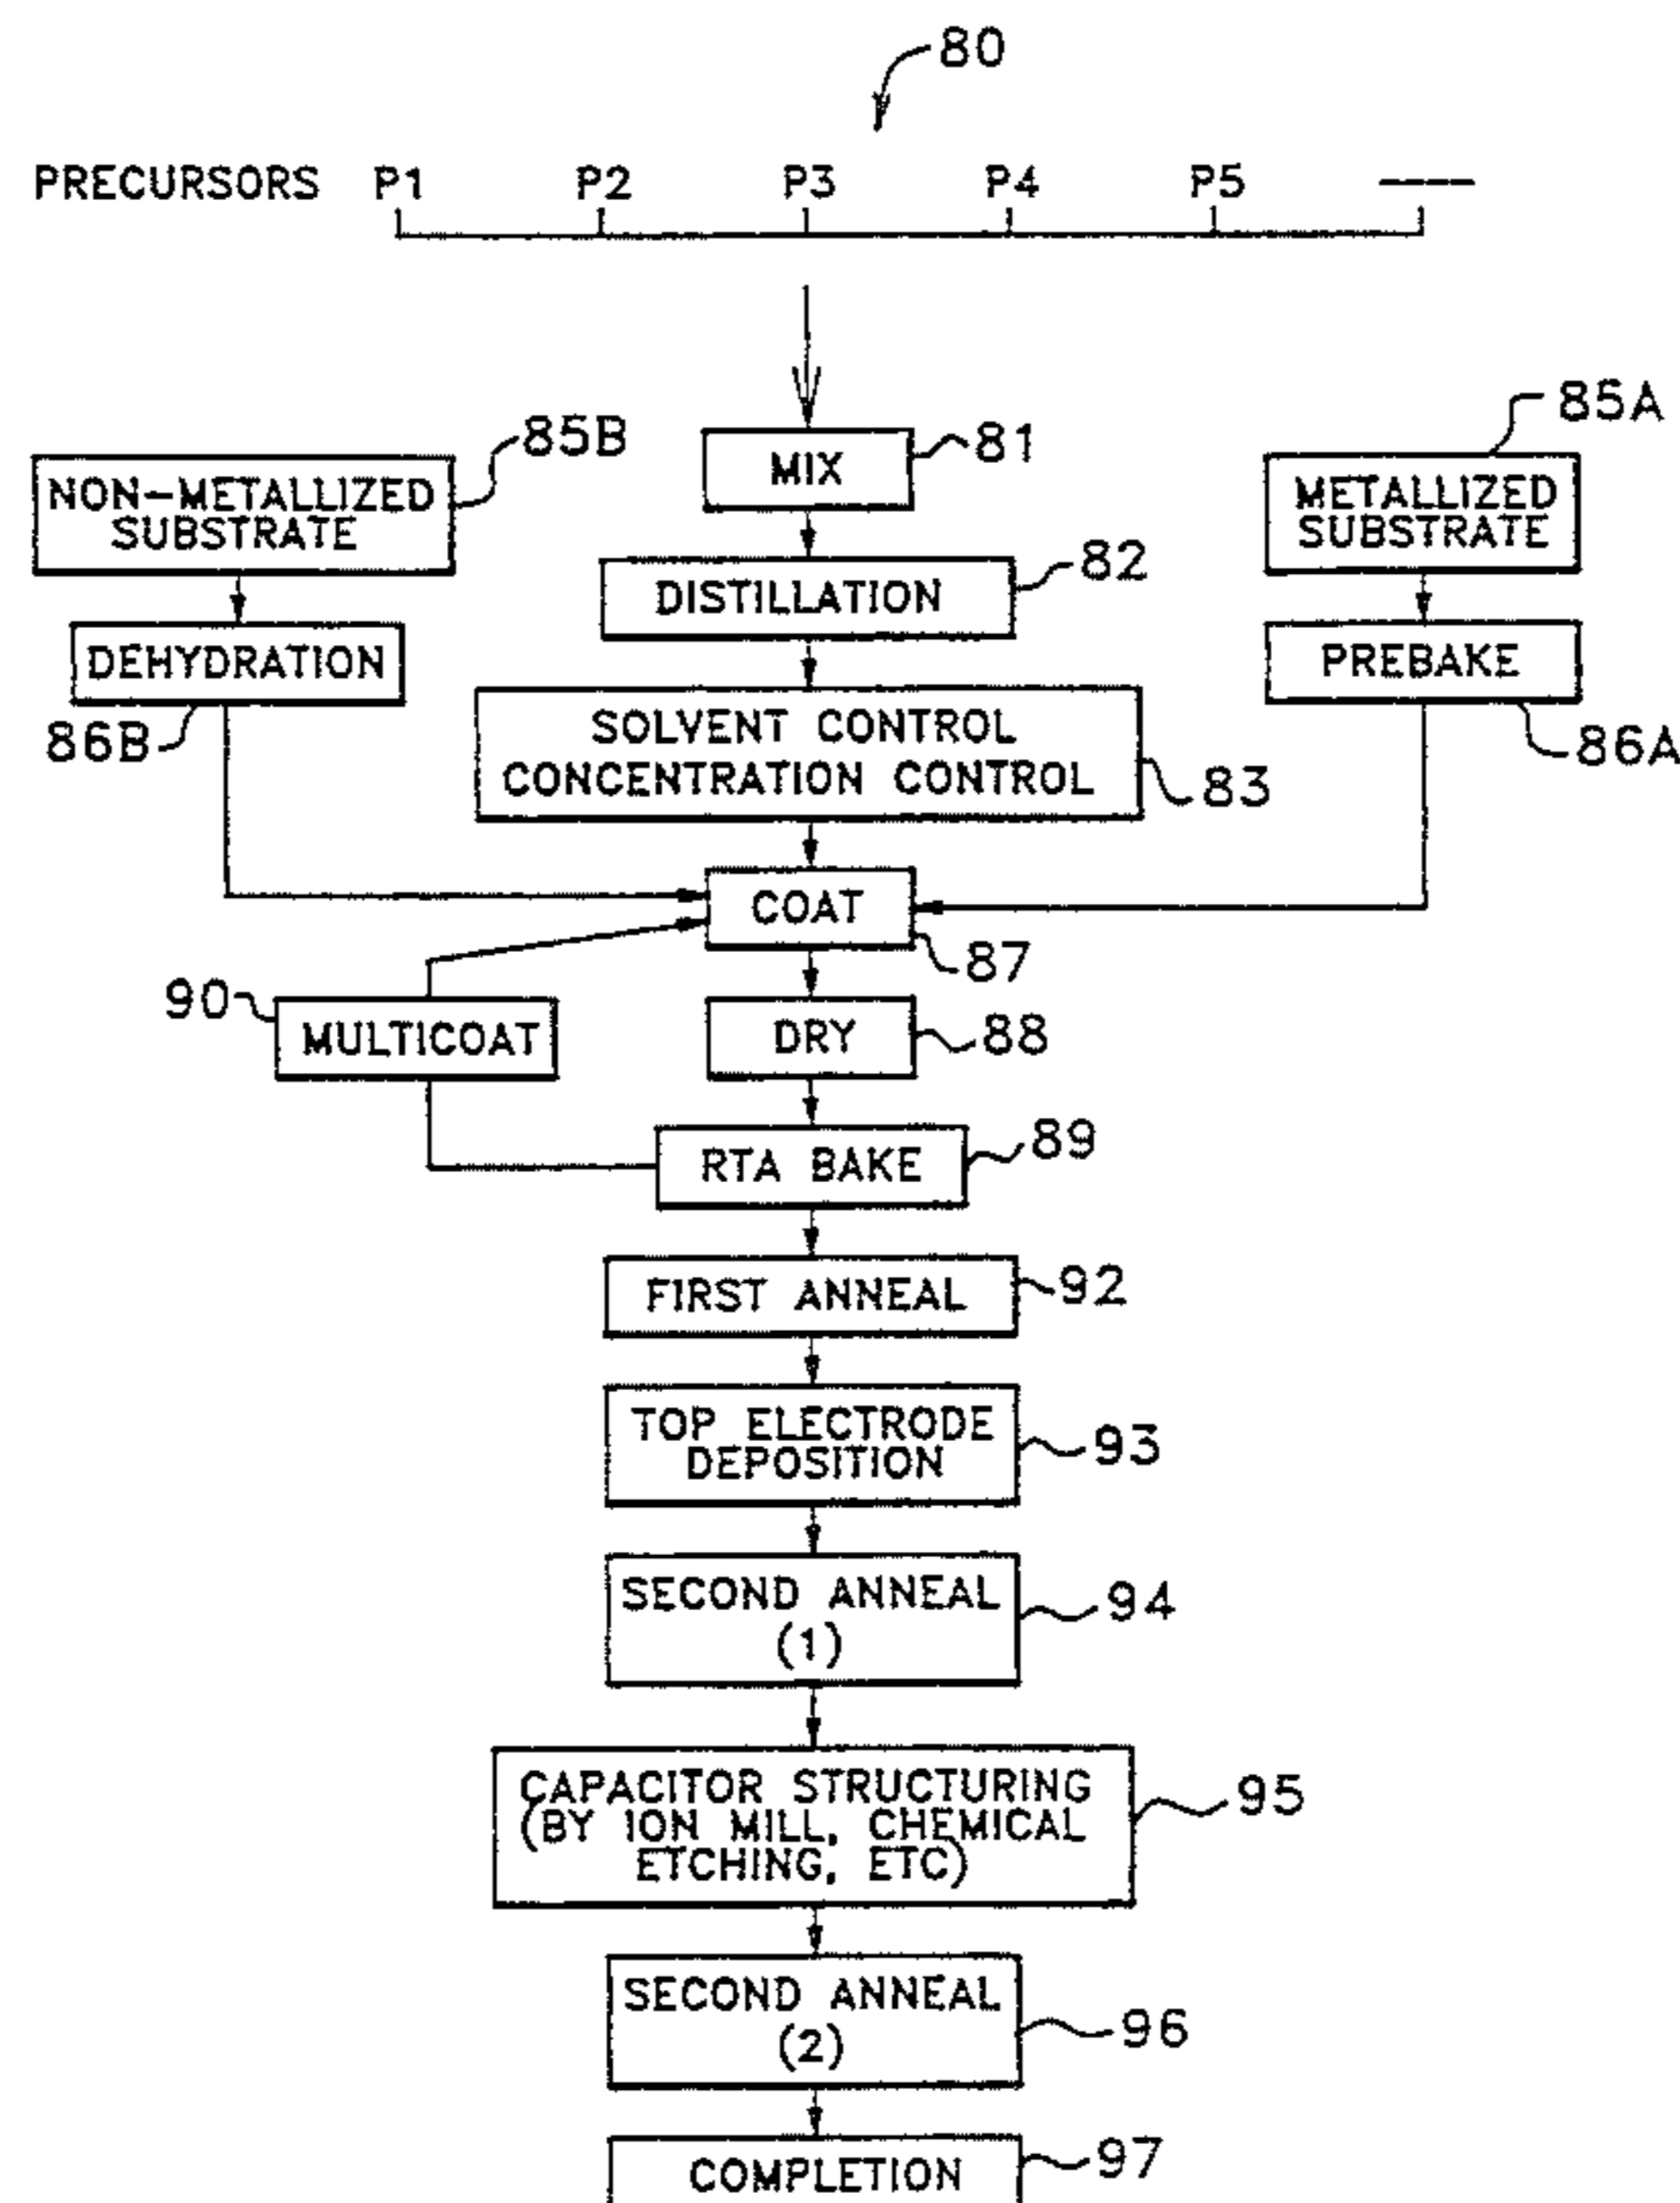 80
PRECURSORS P1 P2 P3 P4 P5 ----
85B
81
85A
NON-METALLIZED
SUBSTRATE
MIX
METALLIZED
SUBSTRATE
82
DISTILLATION
DEHYDRATION
PREBAKE
86B
86A
SOLVENT CONTROL
CONCENTRATION CONTROL
83
COAT
87
90
MULTICOAT
DRY
88
RTA BAKE
89
FIRST ANNEAL
92
TOP ELECTRODE
DEPOSITION
93
SECOND ANNEAL
(1)
94
CAPACITOR STRUCTURING
(BY ION MILL, CHEMICAL
ETCHING, ETC)
95
SECOND ANNEAL
(2)
96
COMPLETION
97